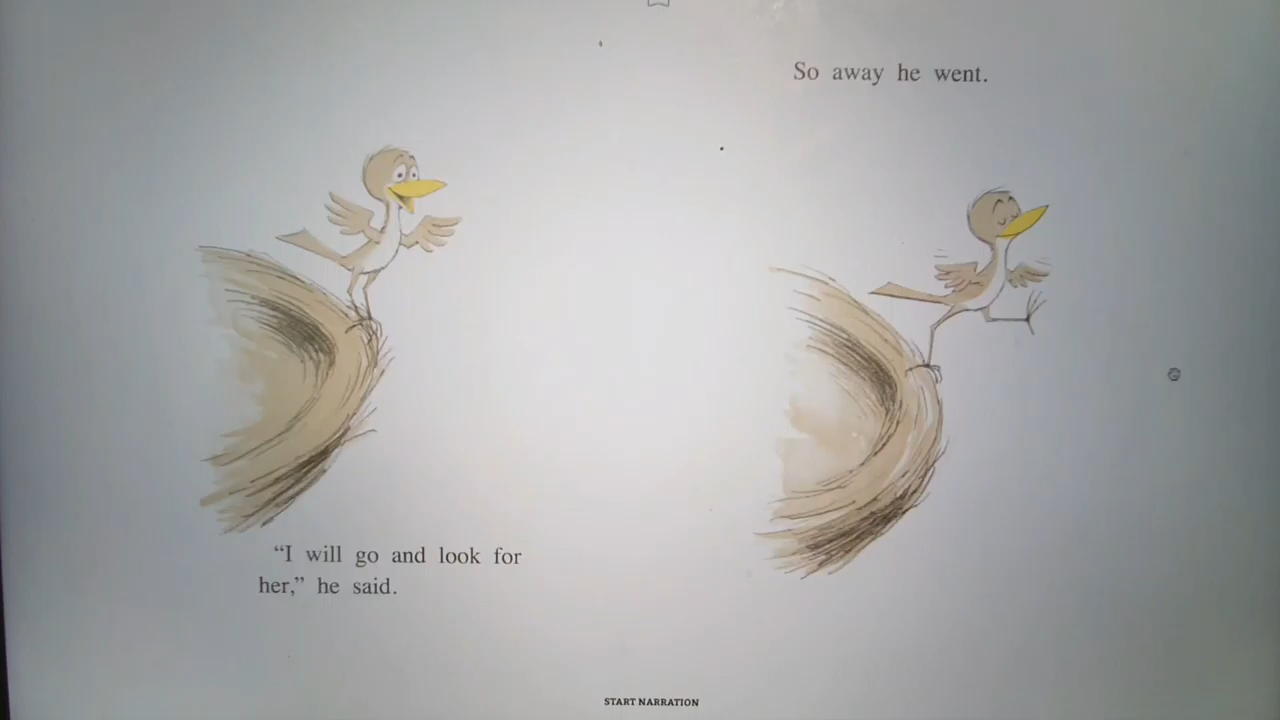 “I will go and look for
her,” he said.
So away he went.
START NARRATION